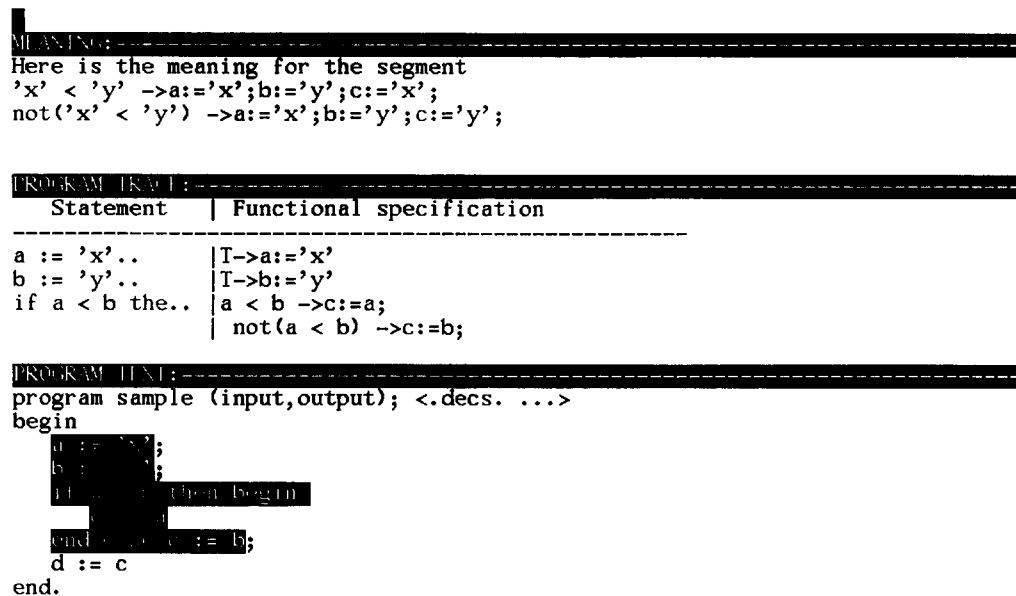 MEANING:
Here is the meaning for the segment
'x' < 'y' ->a:='x';b:='y';c:='x';
not('x' < 'y') ->a:='x';b:='y';c:='y';
PROGRAM TRACE:
Statement | Functional specification
a := 'x'.. |T->a:='x'
b := 'y'.. |T->b:='y'
if a < b the.. |a < b ->c:=a;
| not(a < b) ->c:=b;
PROGRAM TEXT:
program sample (input,output); <.decs. ...>
begin
a := 'x';
b ;
if then begin
end := b;
d := c
end.